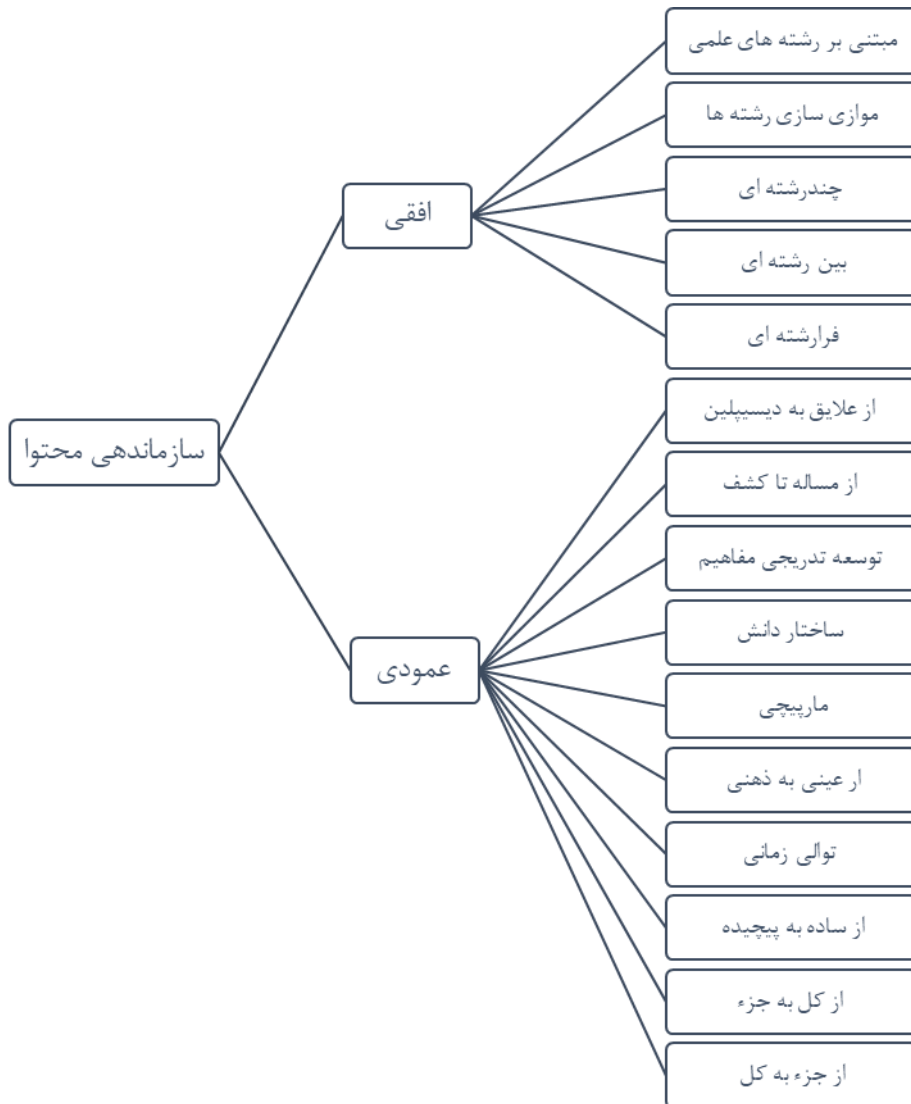 سازماندهی محتوا
افقی
مبتنی بر رشته های علمی
موازی سازی رشته ها
چندرشته ای
بین رشته ای
فرارشته ای
عمودی
از علایق به دیسیپلین
از مساله تا کشف
توسعه تدریجی مفاهیم
ساختار دانش
مارپیچی
ار عینی به ذهنی
توالی زمانی
از ساده به پیچیده
از کل به جزء
از جزء به کل